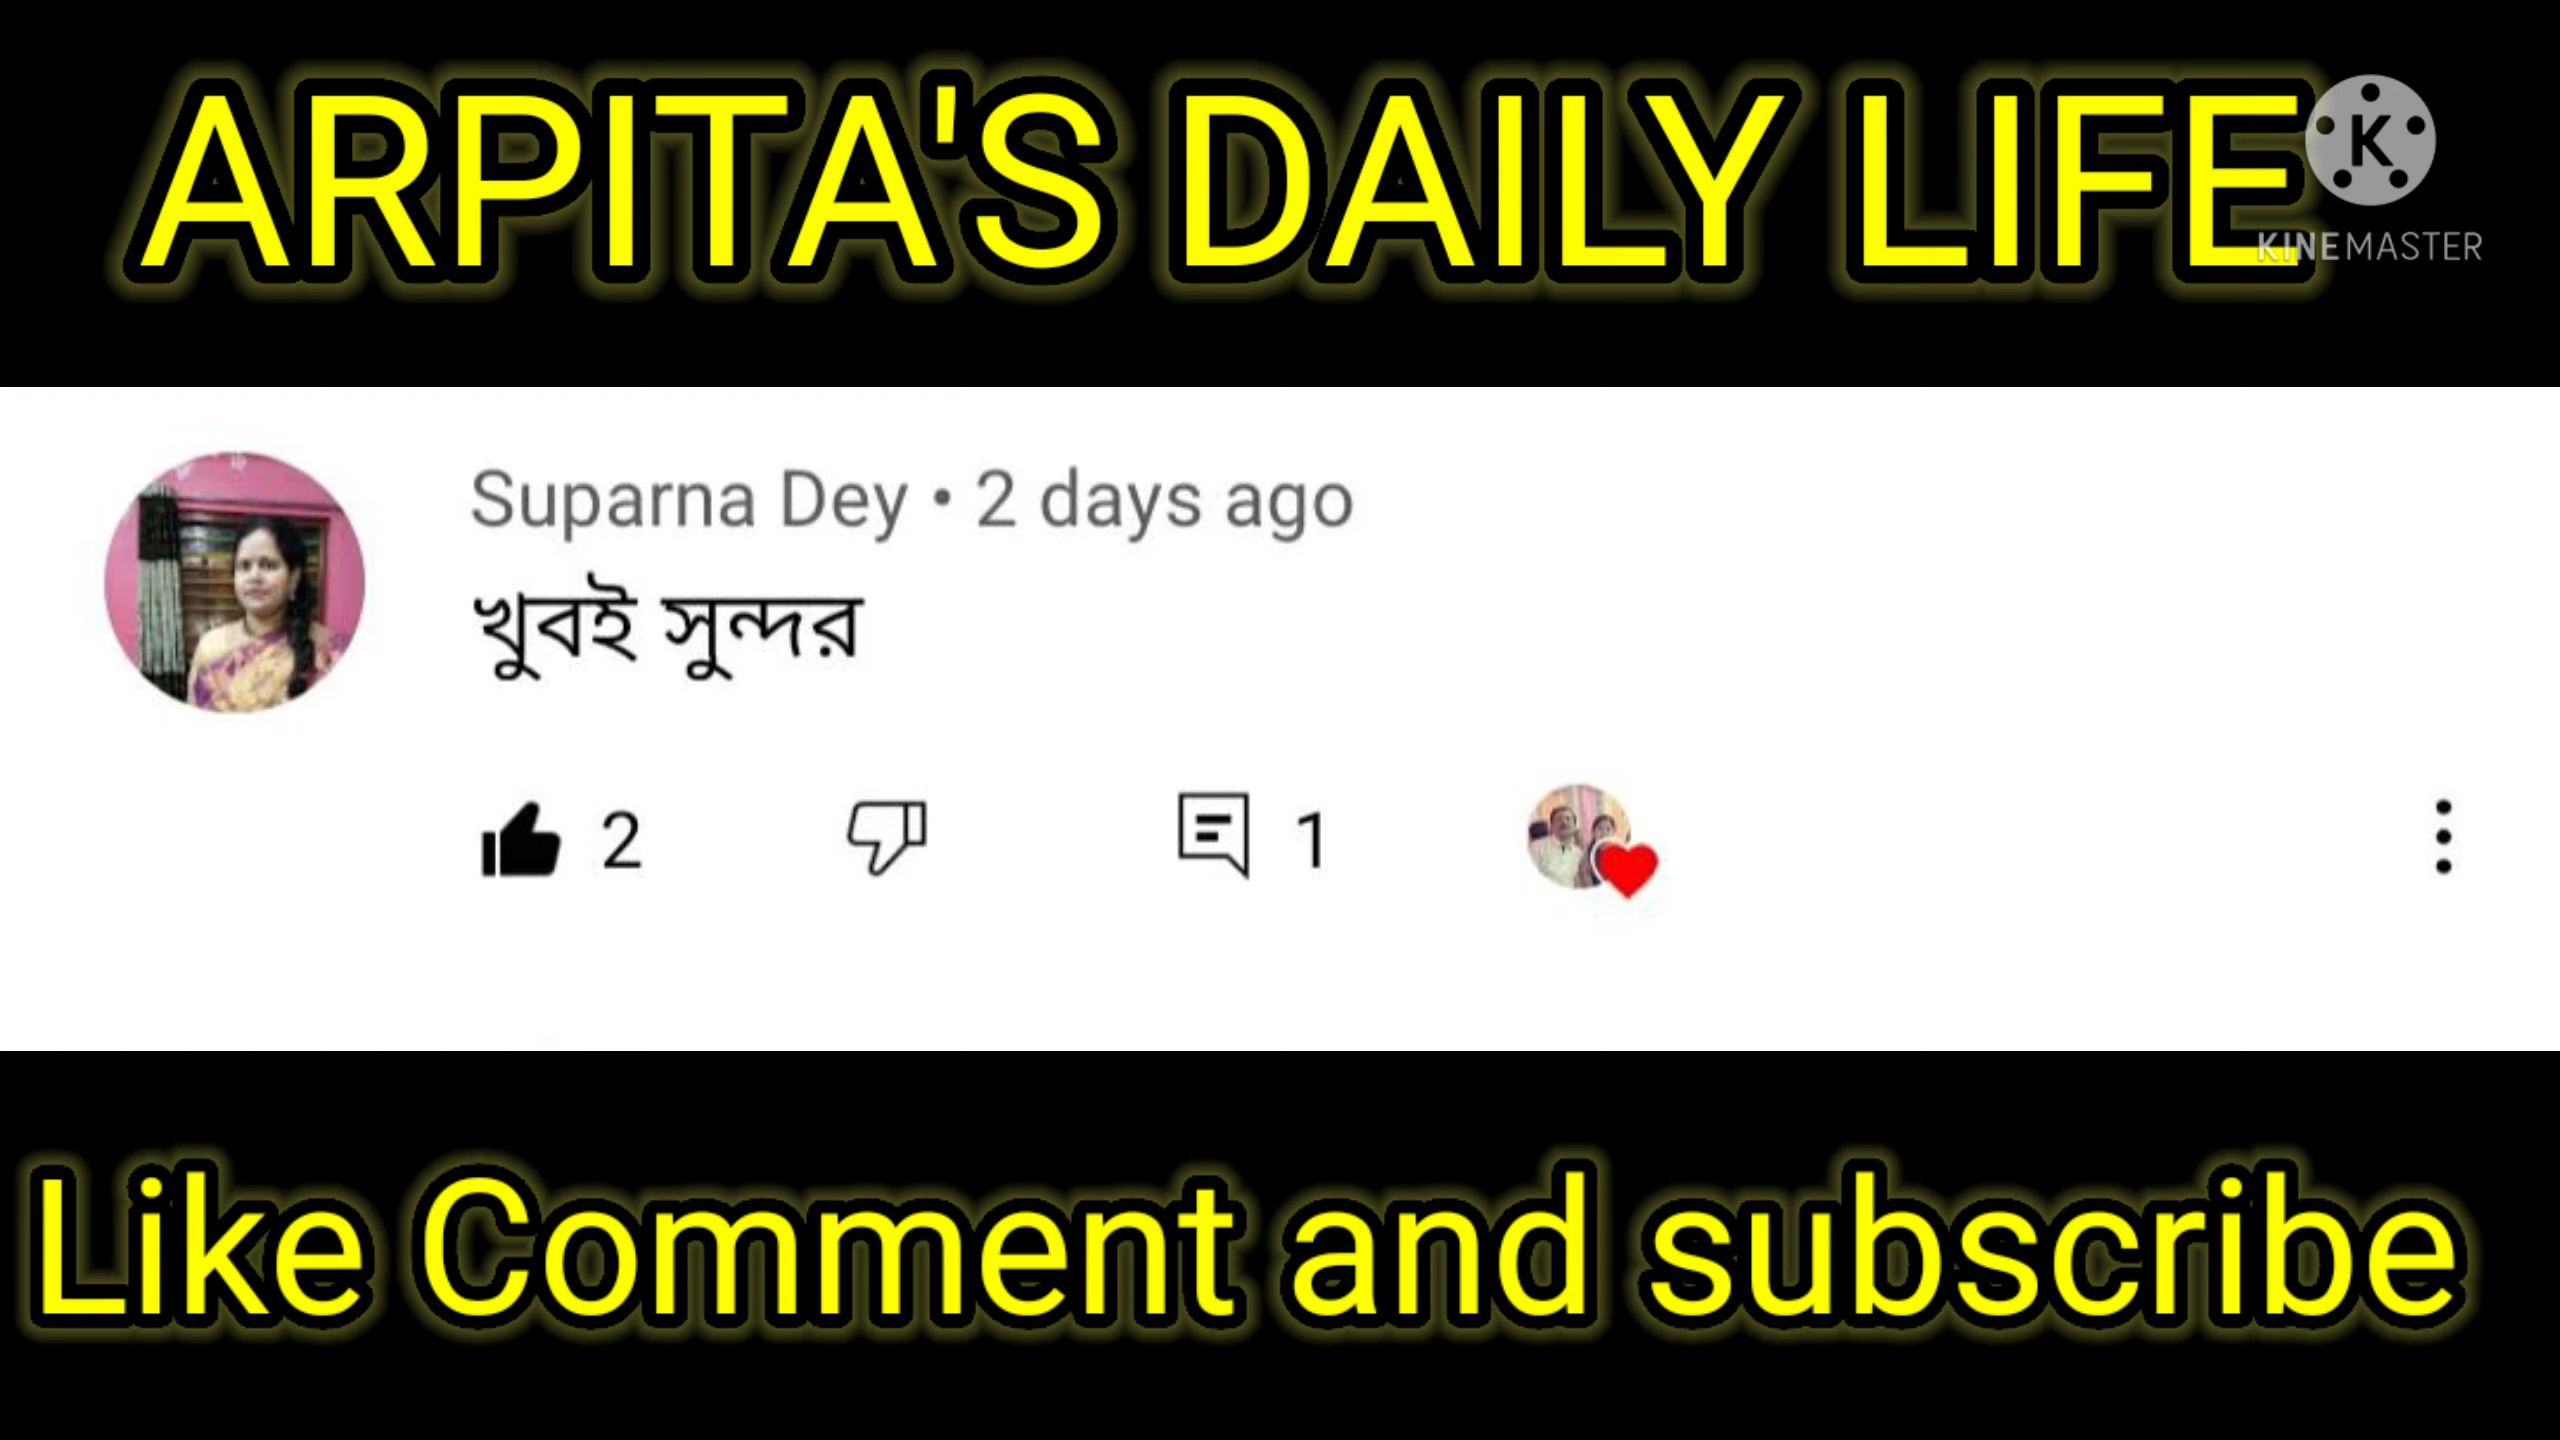 ARPITA'S DAILY LIFE
K
KINEMASTER
Suparna Dey • 2 days ago
খুবই সুন্দর
2 1
Like Comment and subscribe